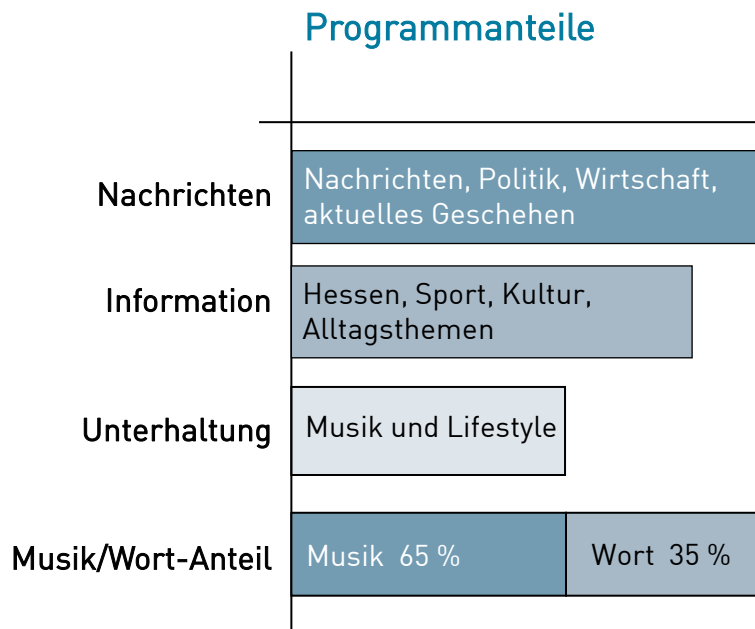 Programmanteile
Nachrichten
Nachrichten, Politik, Wirtschaft,
aktuelles Geschehen
Information
Hessen, Sport, Kultur,
Alltagsthemen
Unterhaltung
Musik und Lifestyle
Musik/Wort-Anteil
Musik 65 %
Wort 35 %